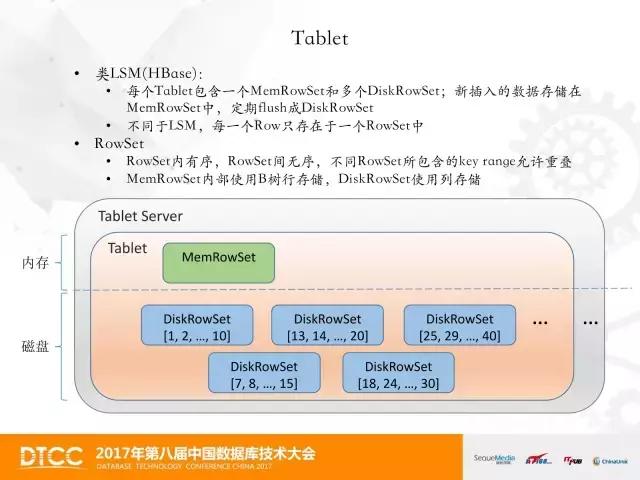 Tablet
• 类LSM(HBase)：
• 每个Tablet包含一个MemRowSet和多个DiskRowSet；新插入的数据存储在
MemRowSet中，定期flush成DiskRowSet
• 不同于LSM，每一个Row只存在于一个RowSet中
• RowSet
• RowSet内有序，RowSet间无序，不同RowSet所包含的key range允许重叠
• MemRowSet内部使用B树行存储，DiskRowSet使用列存储
Tablet Server
Tablet
MemRowSet
内存
磁盘
DiskRowSet
[1, 2, …, 10]
DiskRowSet
[13, 14, …, 20]
DiskRowSet
[25, 29, …, 40]
…
…
DiskRowSet
[7, 8, …, 15]
DiskRowSet
[18, 24, …, 30]
DTCC
2017年第八届中国数据库技术大会
DATABASE TECHNOLOGY CONFERENCE CHINA 2017
SequeMedia
ITPUB
ChinaUnix